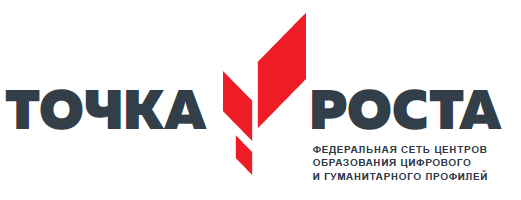 ТОЧКА РОСТА
ФЕДЕРАЛЬНАЯ СЕТЬ ЦЕНТРОВ
ОБРАЗОВАНИЯ ЦИФРОВОГО
И ГУМАНИТАРНОГО ПРОФИЛЕЙ